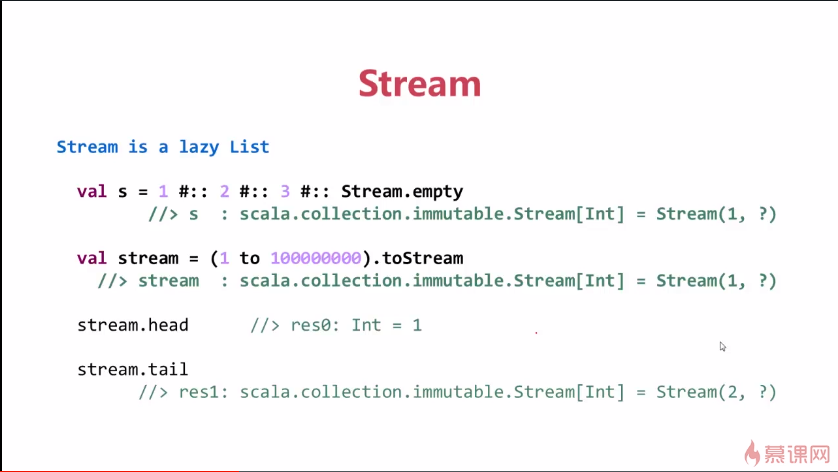 Stream
Stream is a lazy List
val s = 1 #:: 2 #:: 3 #:: Stream.empty
//> s  : scala.collection.immutable.Stream[Int] = Stream(1, ?)
val stream = (1 to 100000000).toStream
//> stream  : scala.collection.immutable.Stream[Int] = Stream(1, ?)
stream.head      //> res0: Int = 1
stream.tail
//> res1: scala.collection.immutable.Stream[Int] = Stream(2, ?)
慕课网